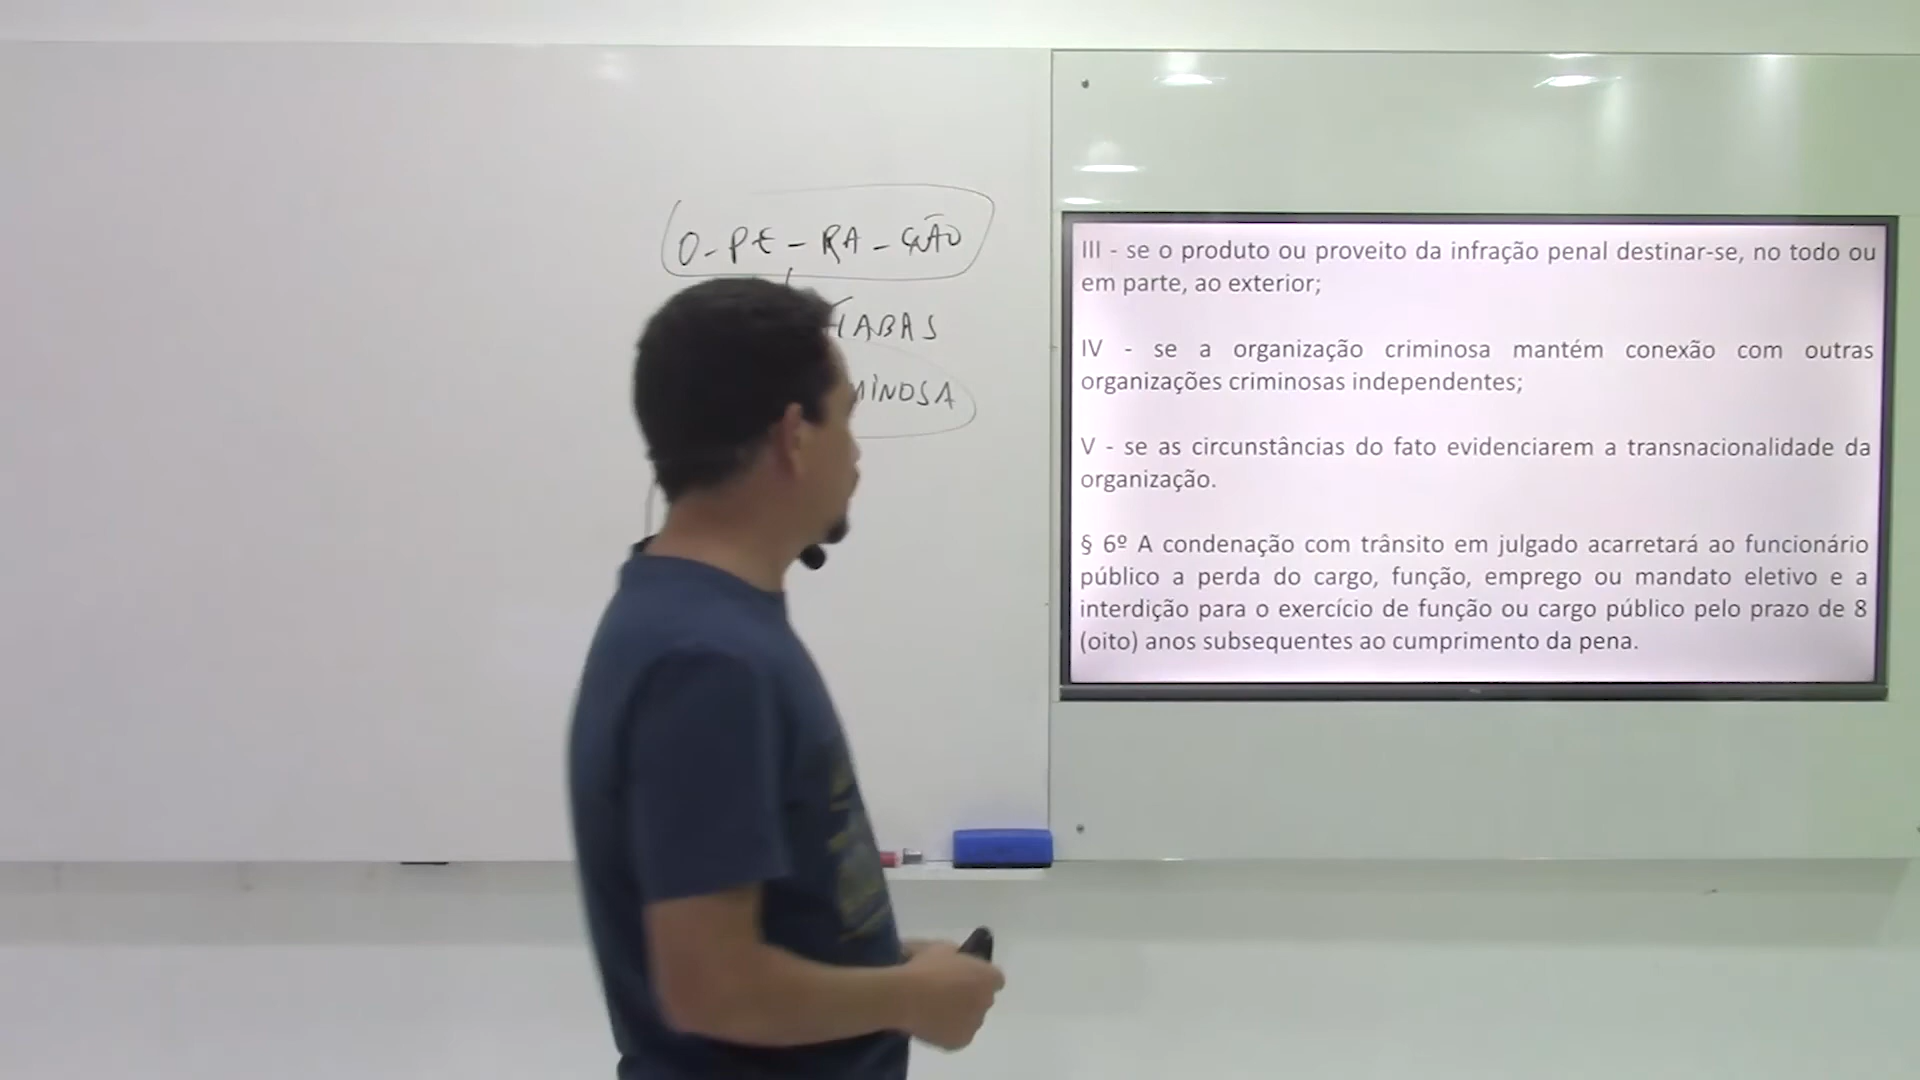 O-PE-RA-ÇÃO
TABAS
MINOSA
III - se o produto ou proveito da infração penal destinar-se, no todo ou
em parte, ao exterior;
IV - se a organização criminosa mantém conexão com outras
organizações criminosas independentes;
V - se as circunstâncias do fato evidenciarem a transnacionalidade da
organização.
§ 6º A condenação com trânsito em julgado acarretará ao funcionário
público a perda do cargo, função, emprego ou mandato eletivo e a
interdição para o exercício de função ou cargo público pelo prazo de 8
(oito) anos subsequentes ao cumprimento da pena.